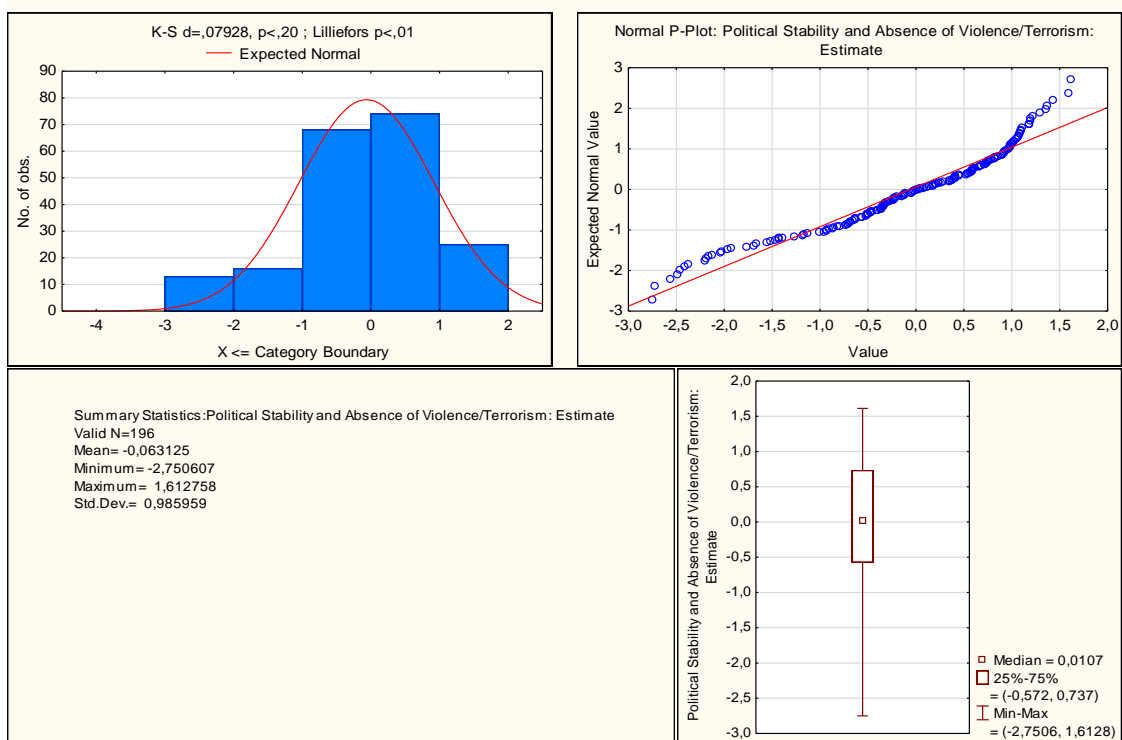 K-S d=,07928, p<,20 ; Lilliefors p<,01
Expected Normal
90
80
70
60
50
40
30
20
10
0
No. of obs.
-4 -3 -2 -1 0 1 2
X <= Category Boundary
Normal P-Plot: Political Stability and Absence of Violence/Terrorism:
Estimate
3
2
1
0
-1
-2
-3
Expected Normal Value
-3,0 -2,5 -2,0 -1,5 -1,0 -0,5 0,0 0,5 1,0 1,5 2,0
Value
Summary Statistics:Political Stability and Absence of Violence/Terrorism: Estimate
Valid N=196
Mean= -0,063125
Minimum= -2,750607
Maximum= 1,612758
Std.Dev.= 0,985959
Political Stability and Absence of Violence/Terrorism:
Estimate
2,0
1,5
1,0
0,5
0,0
-0,5
-1,0
-1,5
-2,0
-2,5
-3,0
Median = 0,0107
25%-75%
= (-0,572, 0,737)
Min-Max
= (-2,7506, 1,6128)